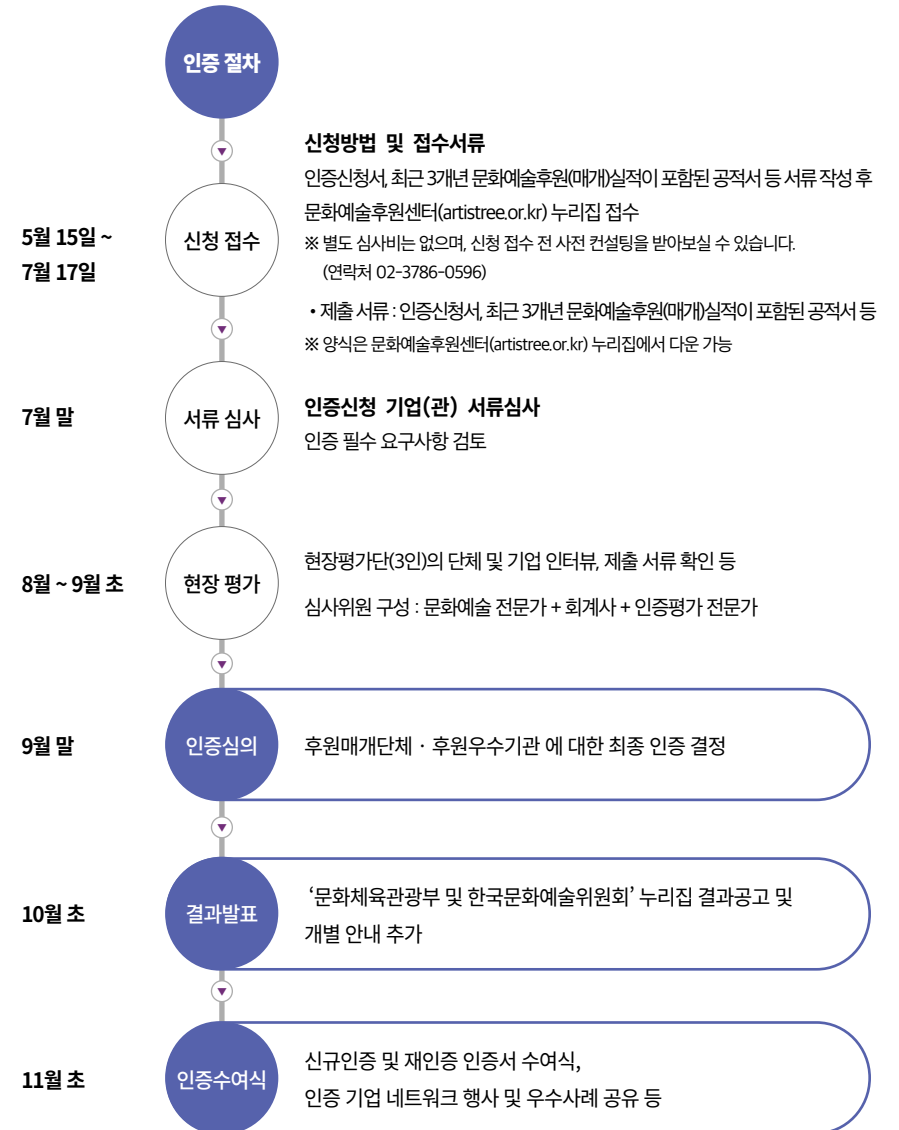 인증 절차
신청방법 및 접수서류
인증신청서, 최근 3개년 문화예술후원(매개)실적이 포함된 공적서 등 서류 작성 후
문화예술후원센터(artistree.or.kr) 누리집 접수
5월 15일 ~
7월 17일
신청 접수
※ 별도 심사비는 없으며, 신청 접수 전 사전 컨설팅을 받아보실 수 있습니다.
(연락처 02-3786-0596)
• 제출 서류 : 인증신청서, 최근 3개년 문화예술후원(매개)실적이 포함된 공적서 등
※ 양식은 문화예술후원센터(artistree.or.kr) 누리집에서 다운 가능
7월 말
서류 심사
인증신청 기업(관) 서류심사
인증 필수 요구사항 검토
8월 ~ 9월 초
현장 평가
현장평가단(3인)의 단체 및 기업 인터뷰, 제출 서류 확인 등
심사위원 구성 : 문화예술 전문가 + 회계사 + 인증평가 전문가
9월 말
인증심의
후원매개단체 · 후원우수기관 에 대한 최종 인증 결정
10월 초
결과발표
‘문화체육관광부 및 한국문화예술위원회’ 누리집 결과공고 및
개별 안내 추가
11월 초
인증수여식
신규인증 및 재인증 인증서 수여식,
인증 기업 네트워크 행사 및 우수사례 공유 등